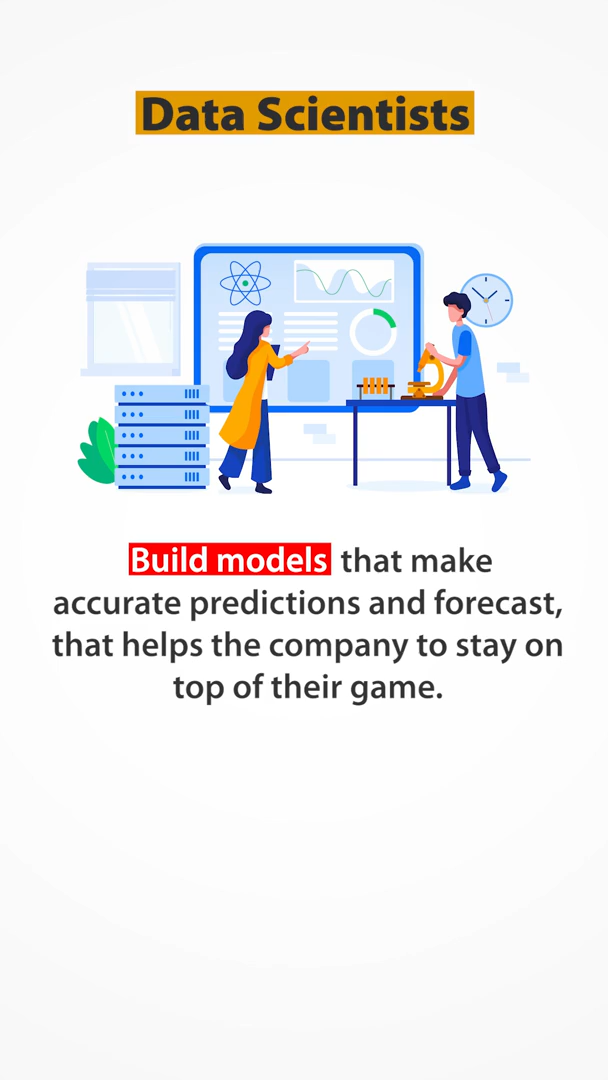 Data Scientists
Build models that make
accurate predictions and forecast,
that helps the company to stay on
top of their game.